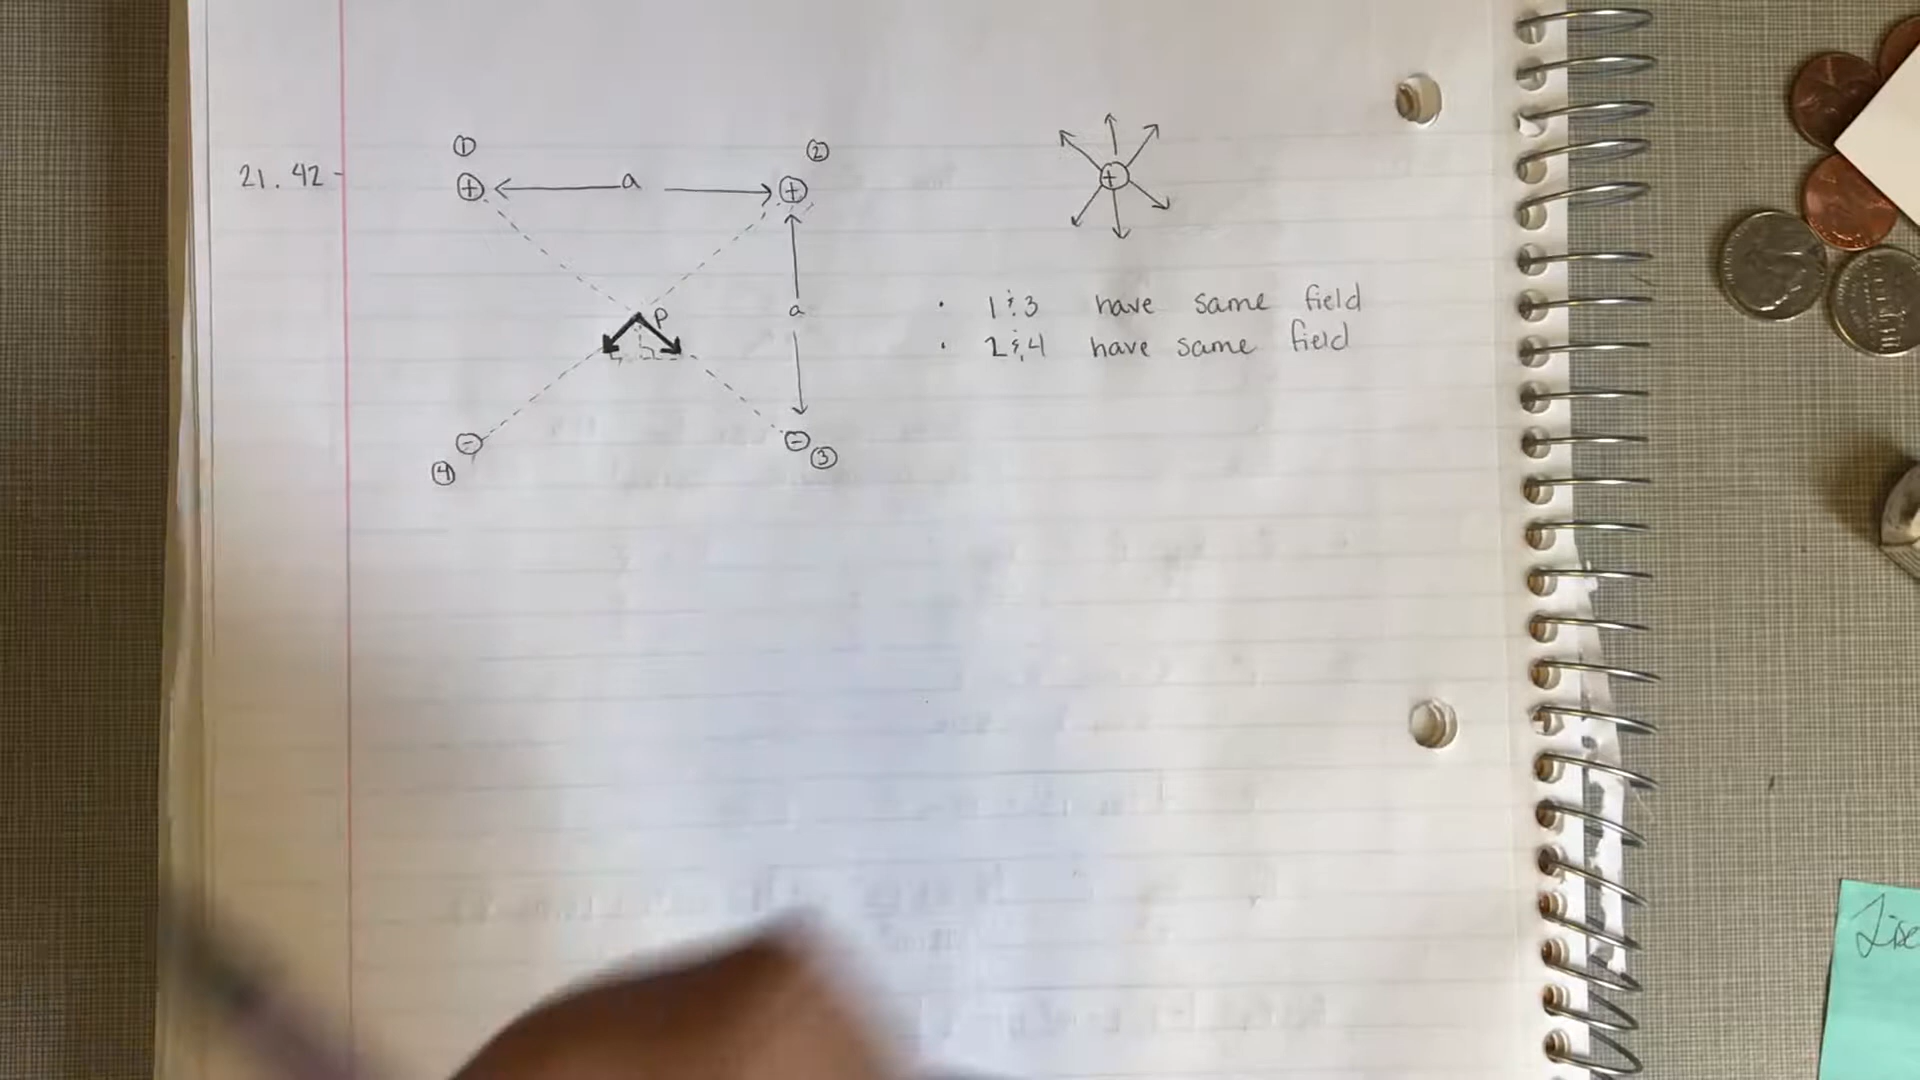 ① ②
21.42 - + a +
P
a
• 1 & 3 have same field
• 2 & 4 have same field
- -
④ ③
+